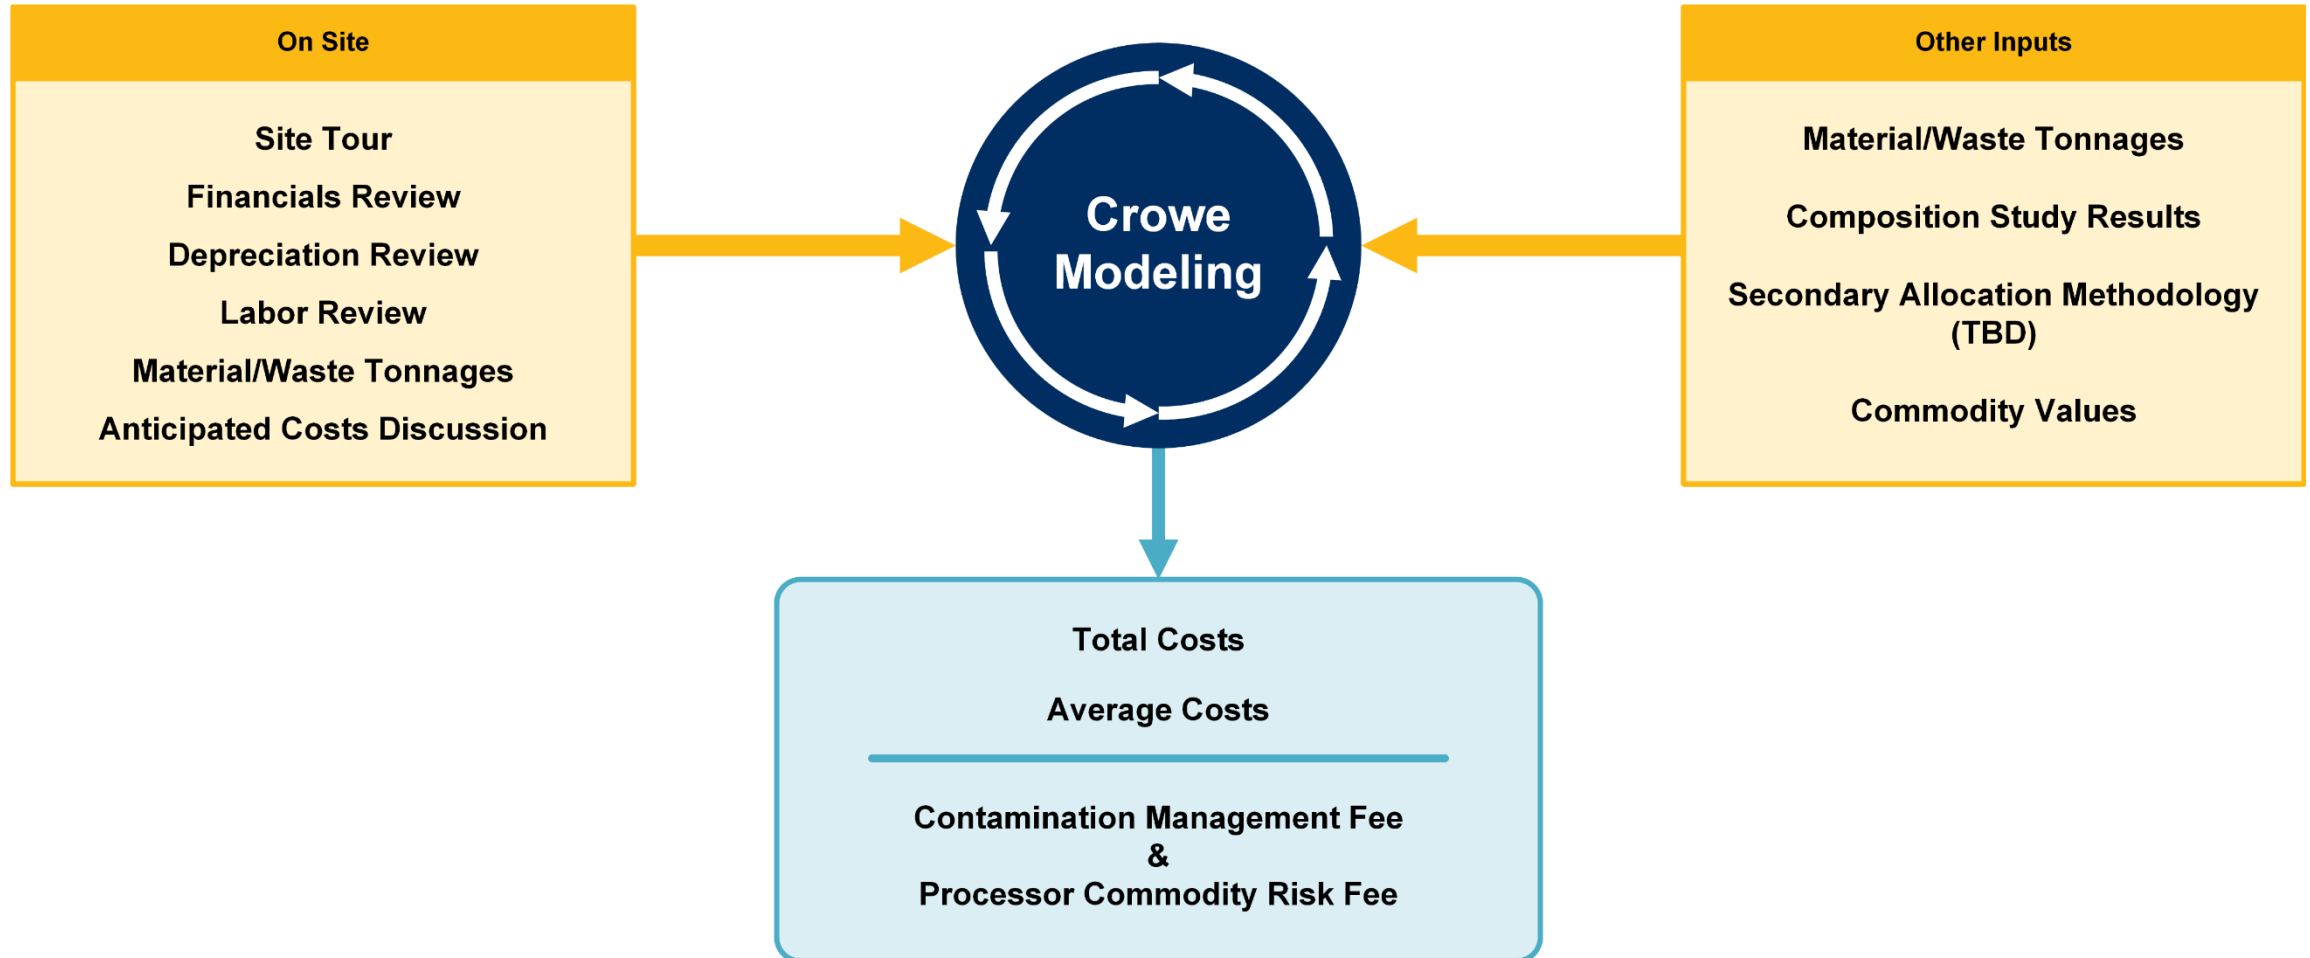 On Site
Site Tour
Financials Review
Depreciation Review
Labor Review
Material/Waste Tonnages
Anticipated Costs Discussion
Crowe
Modeling
Other Inputs
Material/Waste Tonnages
Composition Study Results
Secondary Allocation Methodology
(TBD)
Commodity Values
Total Costs
Average Costs
Contamination Management Fee
&
Processor Commodity Risk Fee